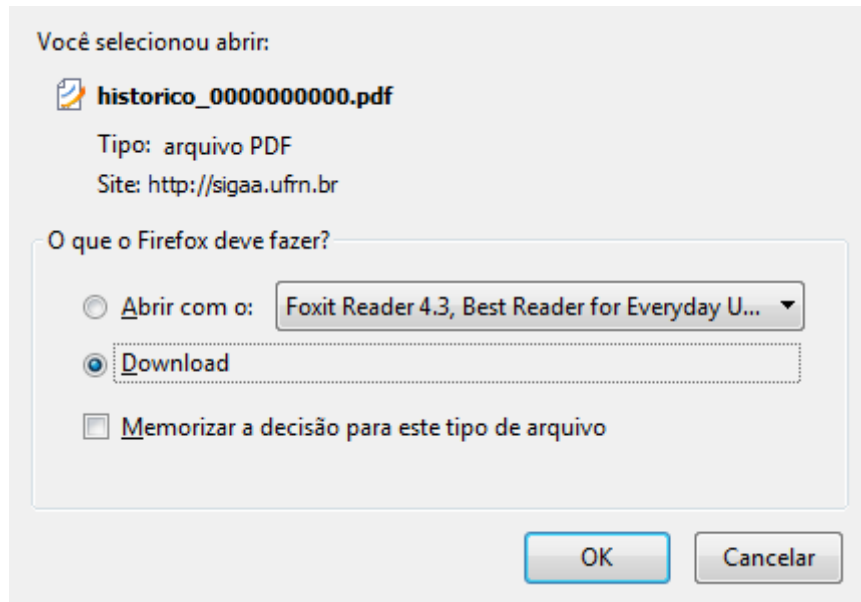 Você selecionou abrir:
historico_0000000000.pdf
Tipo: arquivo PDF
Site: http://sigaa.ufrn.br
O que o Firefox deve fazer?
Abrir com o: Foxit Reader 4.3, Best Reader for Everyday U...
Download
Memorizar a decisão para este tipo de arquivo
OK Cancelar